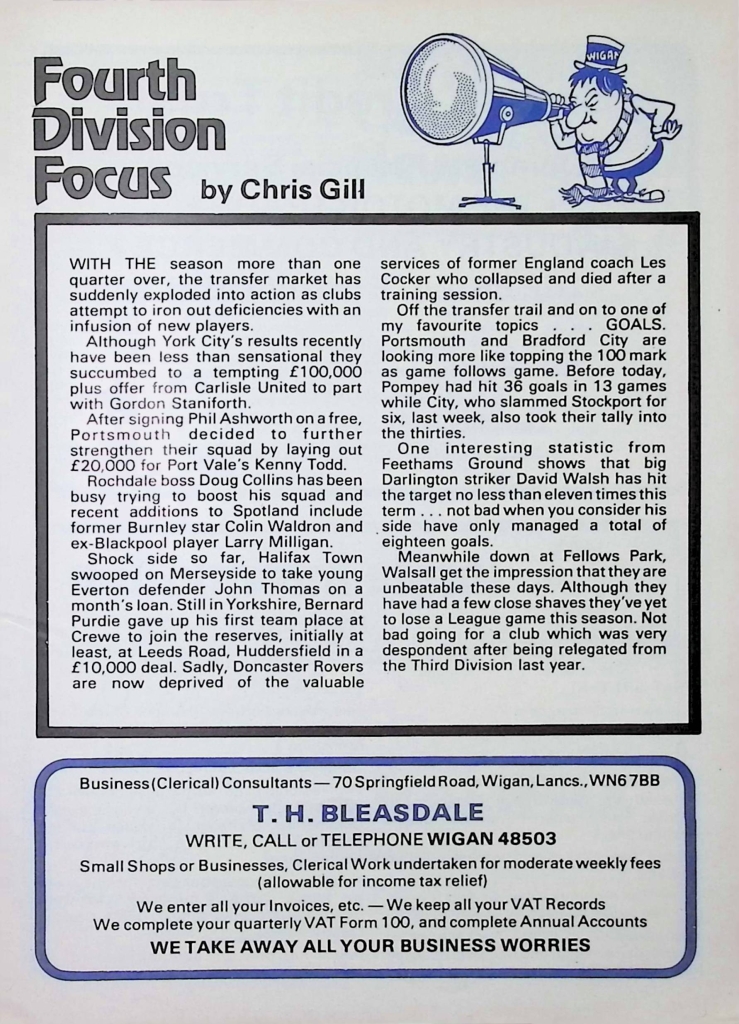 Fourth
Division
Focus by Chris Gill
WIGAN
WITH THE season more than one
quarter over, the transfer market has
suddenly exploded into action as clubs
attempt to iron out deficiencies with an
infusion of new players.
Although York City's results recently
have been less than sensational they
succumbed to a tempting £100,000
plus offer from Carlisle United to part
with Gordon Staniforth.
After signing Phil Ashworth on a free,
Portsmouth decided to further
strengthen their squad by laying out
£20,000 for Port Vale's Kenny Todd.
Rochdale boss Doug Collins has been
busy trying to boost his squad and
recent additions to Spotland include
former Burnley star Colin Waldron and
ex-Blackpool player Larry Milligan.
Shock side so far, Halifax Town
swooped on Merseyside to take young
Everton defender John Thomas on a
month's loan. Still in Yorkshire, Bernard
Purdie gave up his first team place at
Crewe to join the reserves, initially at
least, at Leeds Road, Huddersfield in a
£10,000 deal. Sadly, Doncaster Rovers
are now deprived of the valuable
services of former England coach Les
Cocker who collapsed and died after a
training session.
Off the transfer trail and on to one of
my favourite topics . . . GOALS.
Portsmouth and Bradford City are
looking more like topping the 100 mark
as game follows game. Before today,
Pompey had hit 36 goals in 13 games
while City, who slammed Stockport for
six, last week, also took their tally into
the thirties.
One interesting statistic from
Feethams Ground shows that big
Darlington striker David Walsh has hit
the target no less than eleven times this
term . . . not bad when you consider his
side have only managed a total of
eighteen goals.
Meanwhile down at Fellows Park,
Walsall get the impression that they are
unbeatable these days. Although they
have had a few close shaves they've yet
to lose a League game this season. Not
bad going for a club which was very
despondent after being relegated from
the Third Division last year.
Business (Clerical) Consultants — 70 Springfield Road, Wigan, Lancs., WN6 7BB
T. H. BLEASDALE
WRITE, CALL or TELEPHONE WIGAN 48503
Small Shops or Businesses, Clerical Work undertaken for moderate weekly fees
(allowable for income tax relief)
We enter all your Invoices, etc. — We keep all your VAT Records
We complete your quarterly VAT Form 100, and complete Annual Accounts
WE TAKE AWAY ALL YOUR BUSINESS WORRIES